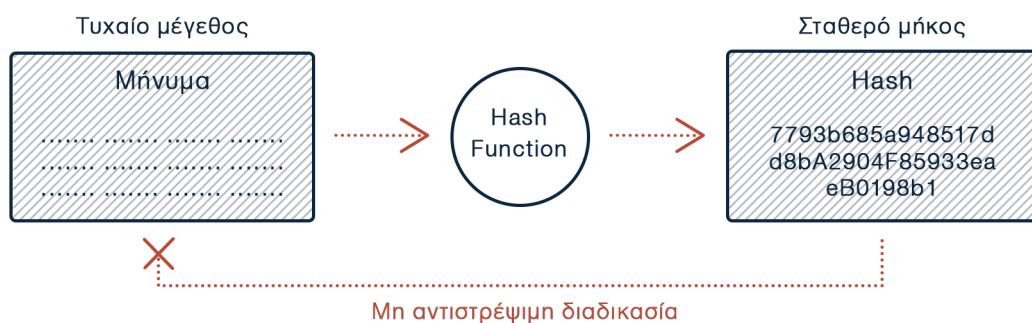 Τυχαίο μέγεθος
Μήνυμα
....... ....... ....... .......
....... ....... ....... .......
....... ....... ....... .......
Hash
Function
Σταθερό μήκος
Hash
7793b685a948517d
d8bA2904F85933ea
eB0198b1
Μη αντιστρέψιμη διαδικασία